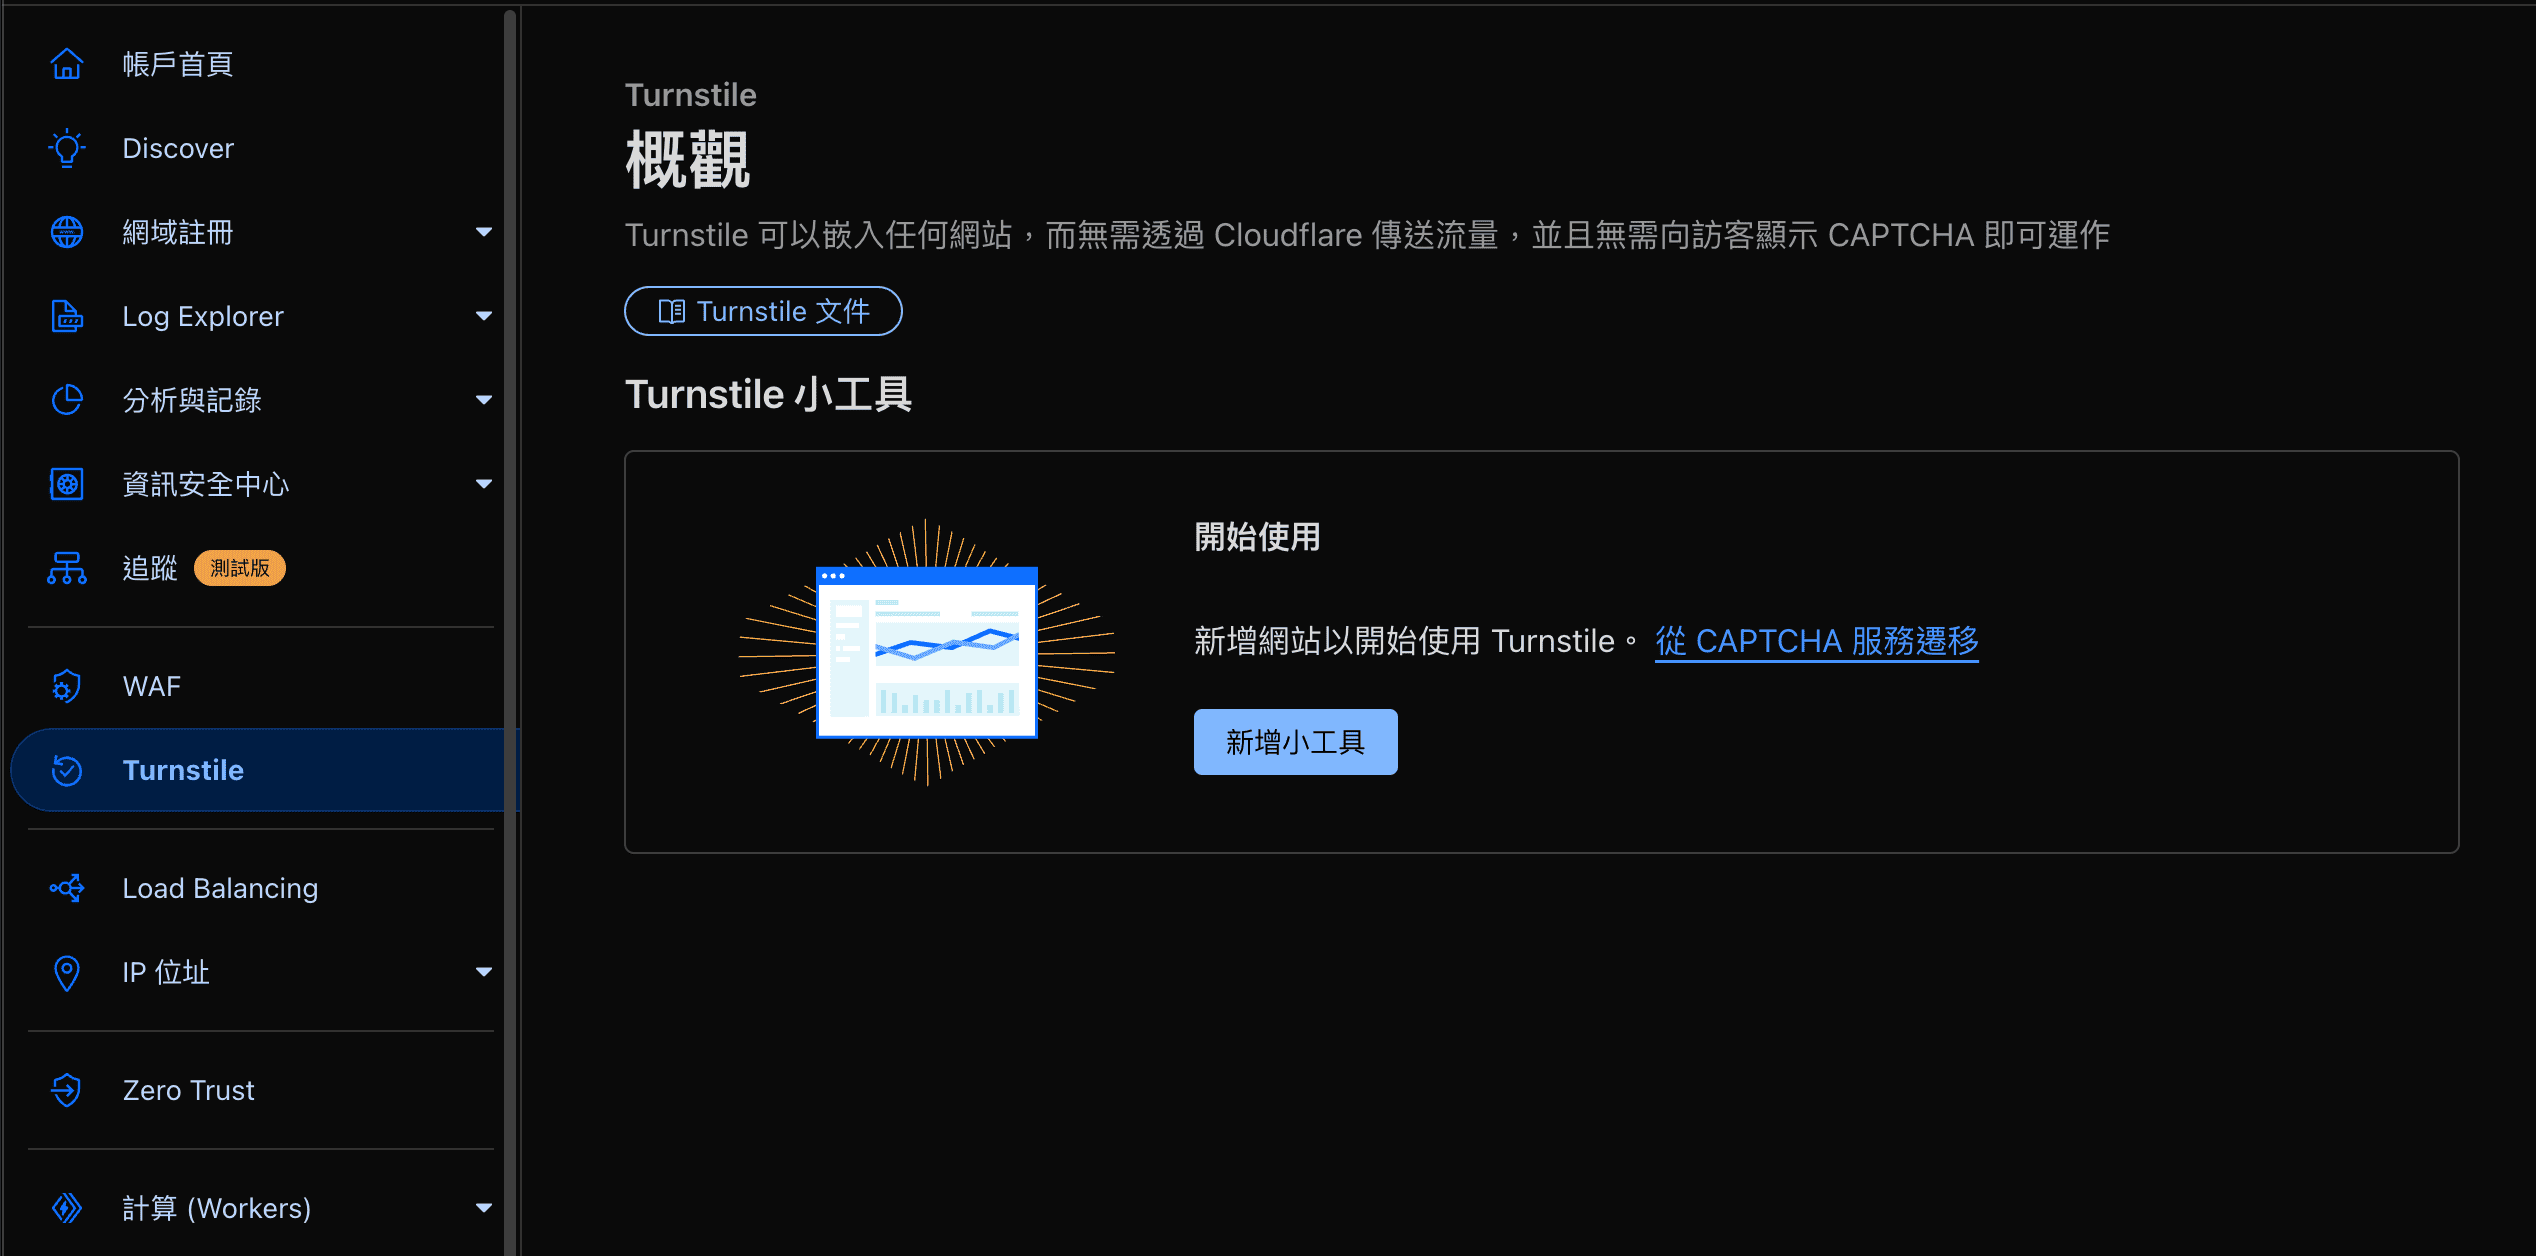 帳戶首頁
Discover
網域註冊
Log Explorer
分析與記錄
資訊安全中心
追蹤 測試版
WAF
Turnstile
Load Balancing
IP 位址
Zero Trust
計算 (Workers)
Turnstile
概觀
Turnstile 可以嵌入任何網站，而無需透過 Cloudflare 傳送流量，並且無需向訪客顯示 CAPTCHA 即可運作
Turnstile 文件
Turnstile 小工具
開始使用
新增網站以開始使用 Turnstile。 從 CAPTCHA 服務遷移
新增小工具